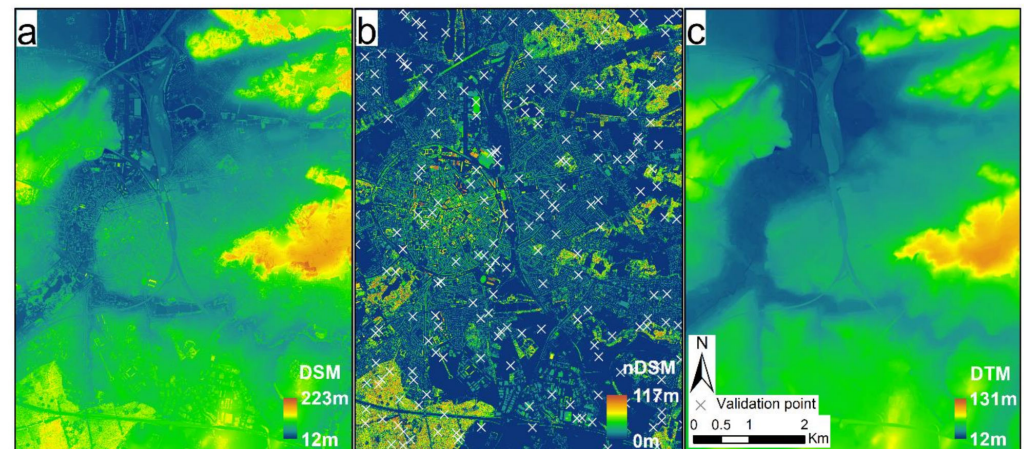 a
DSM
223m
12m
b
nDSM
117m
0m
c
N
× Validation point
0 0.5 1 2
Km
DTM
131m
12m